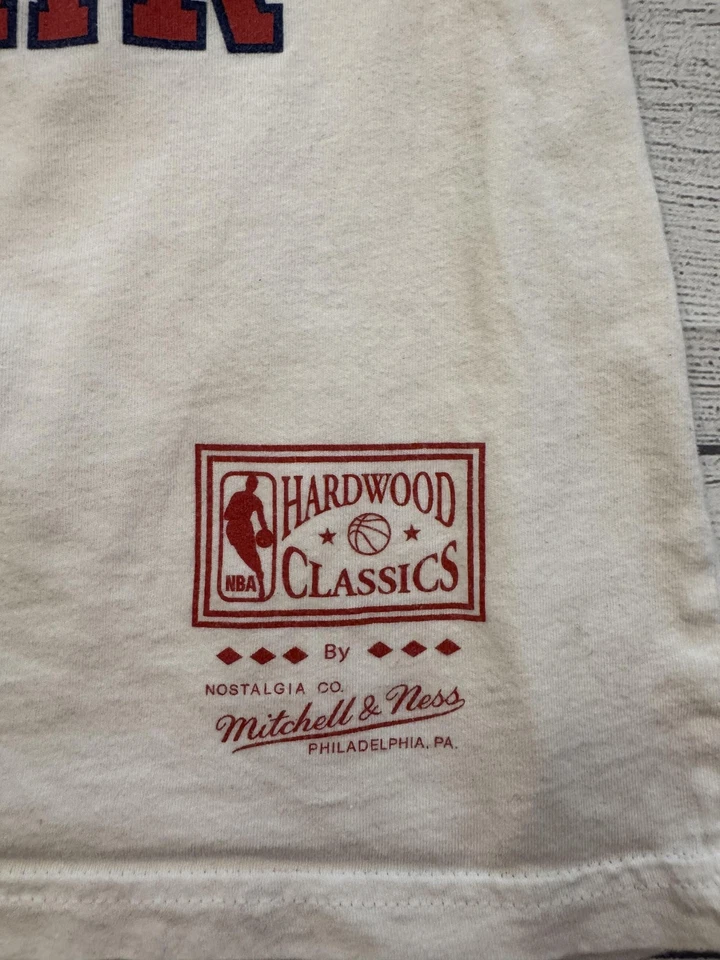 HARDWOOD
NBA
CLASSICS
By
NOSTALGIA CO.
Mitchell & Ness
PHILADELPHIA, PA.